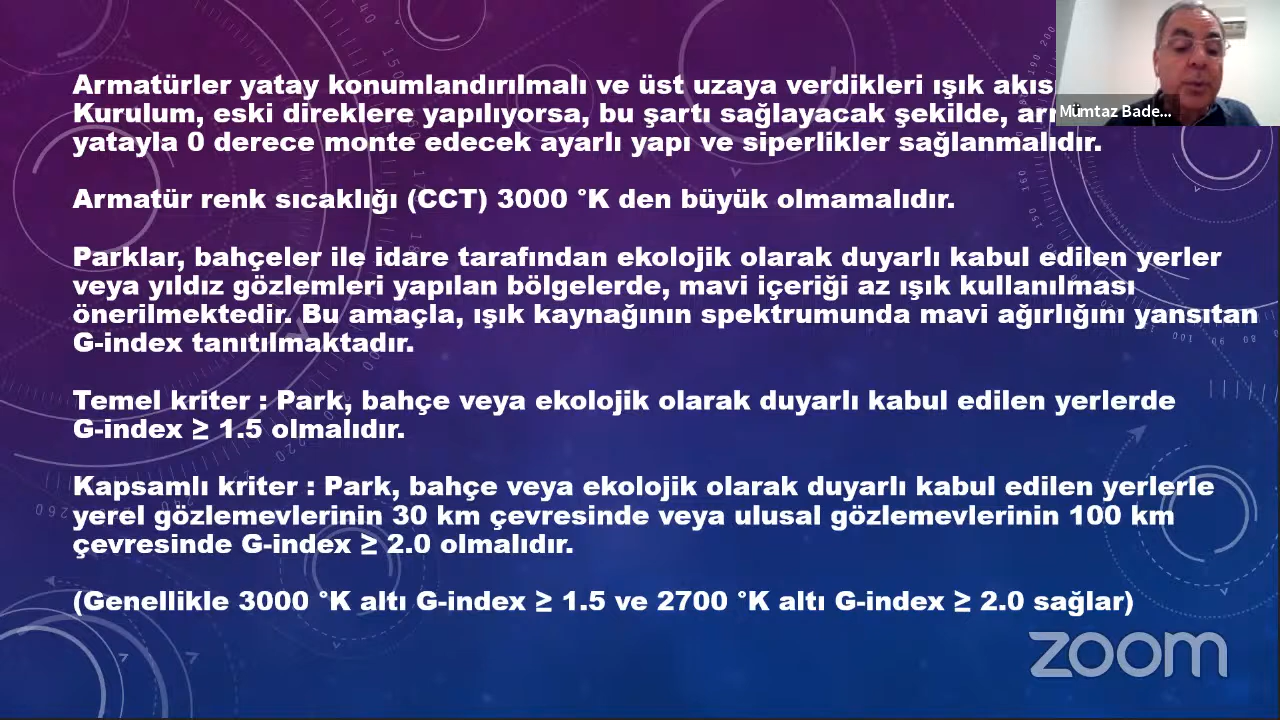 Armatürler yatay konumlandırılmalı ve üst uzaya verdikleri ışık
Kurulum, eski direklere yapılıyorsa, bu şartı sağlayacak şekilde,
yatayla 0 derece monte edecek ayarlı yapı ve siperlikler sağlanmalıdır.
Armatür renk sıcaklığı (CCT) 3000 °K den büyük olmamalıdır.
Parklar, bahçeler ile idare tarafından ekolojik olarak duyarlı kabul edilen yerler
veya yıldız gözlemleri yapılan bölgelerde, mavi içeriği az ışık kullanılması
önerilmektedir. Bu amaçla, ışık kaynağının spektrumunda mavi ağırlığını yansıtan
G-index tanıtılmaktadır.
Temel kriter : Park, bahçe veya ekolojik olarak duyarlı kabul edilen yerlerde
G-index ≥ 1.5 olmalıdır.
Kapsamlı kriter : Park, bahçe veya ekolojik olarak duyarlı kabul edilen yerlerle
yerel gözlemevlerinin 30 km çevresinde veya ulusal gözlemevlerinin 100 km
çevresinde G-index ≥ 2.0 olmalıdır.
(Genellikle 3000 °K altı G-index ≥ 1.5 ve 2700 °K altı G-index ≥ 2.0 sağlar)
Mümtaz Bade...
zoom